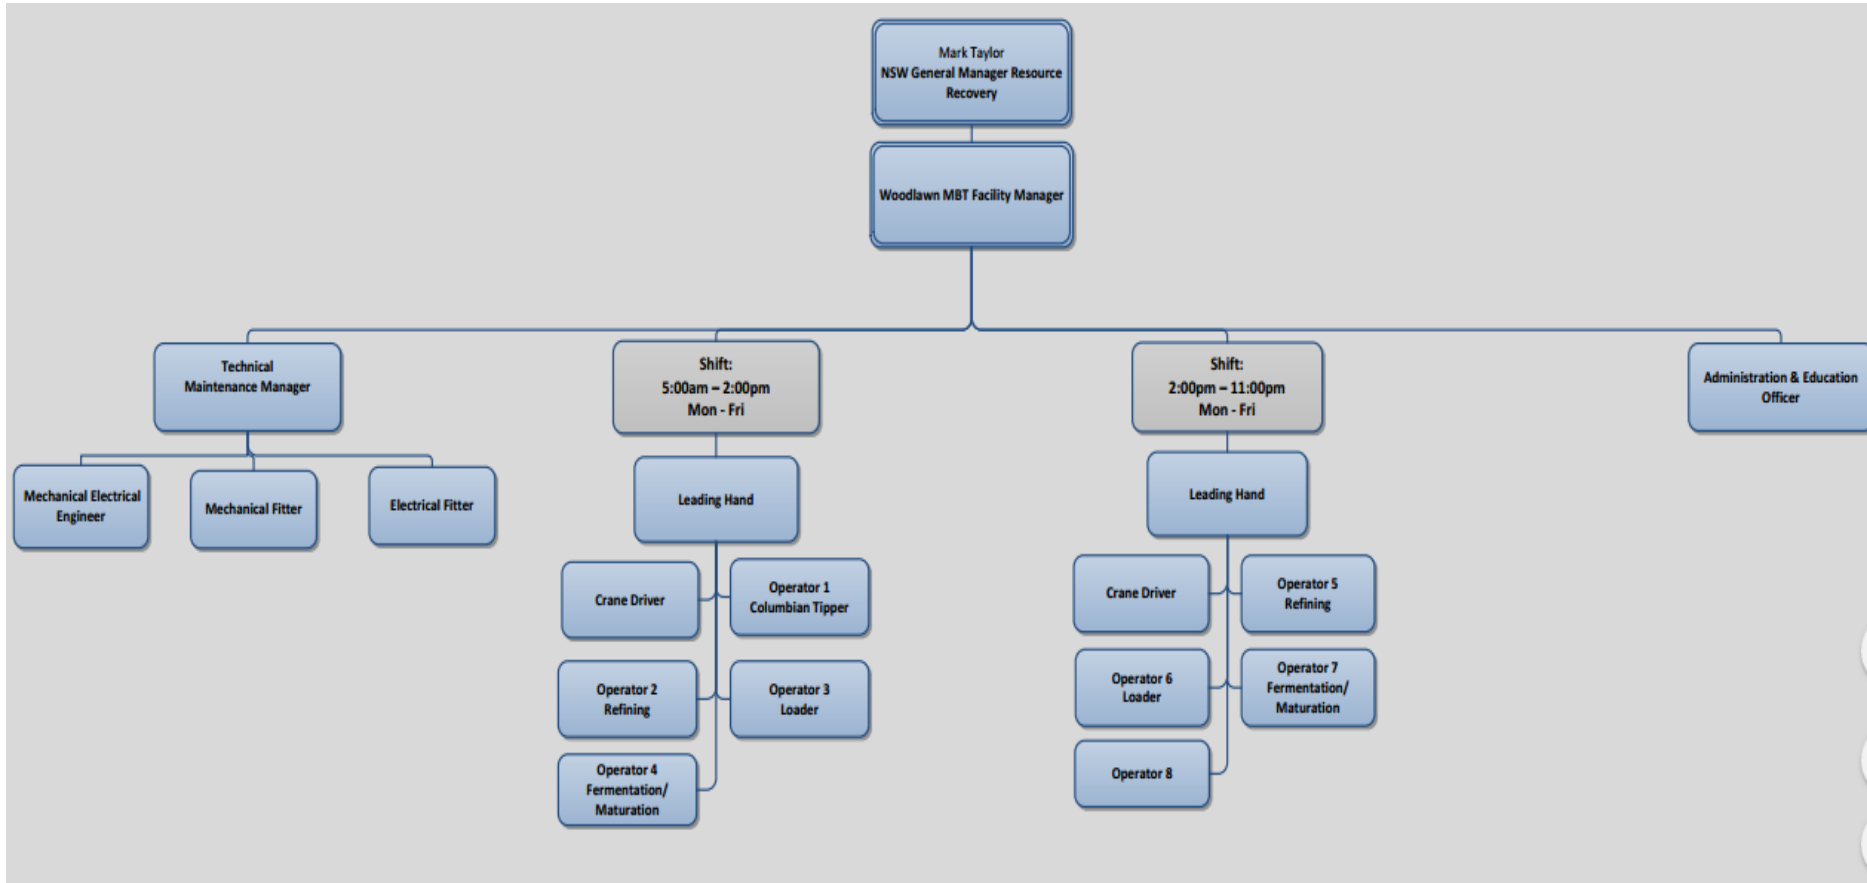 Mark Taylor
NSW General Manager Resource
Recovery
Woodlawn MBT Facility Manager
Technical
Maintenance Manager
Shift:
5:00am – 2:00pm
Mon - Fri
Shift:
2:00pm – 11:00pm
Mon - Fri
Administration & Education
Officer
Mechanical Electrical
Engineer
Mechanical Fitter
Electrical Fitter
Leading Hand
Leading Hand
Crane Driver
Operator 1
Columbian Tipper
Operator 2
Refining
Operator 3
Loader
Operator 4
Fermentation/
Maturation
Crane Driver
Operator 5
Refining
Operator 6
Loader
Operator 7
Fermentation/
Maturation
Operator 8